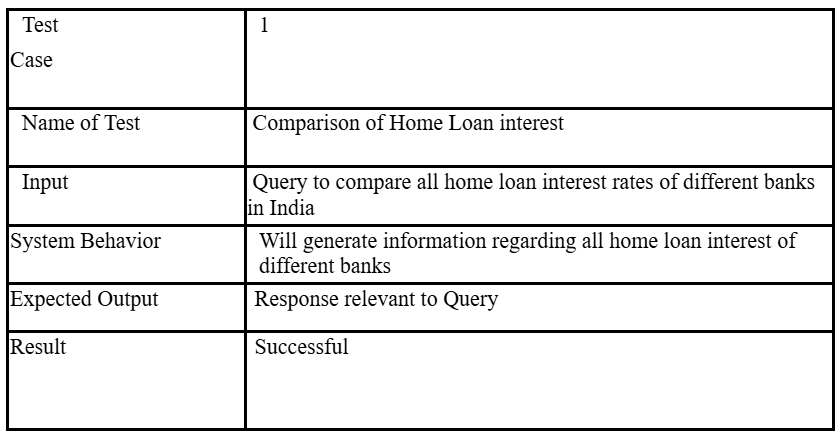 Test 1
Case
Name of Test Comparison of Home Loan interest
Input Query to compare all home loan interest rates of different banks
in India
System Behavior Will generate information regarding all home loan interest of
different banks
Expected Output Response relevant to Query
Result Successful